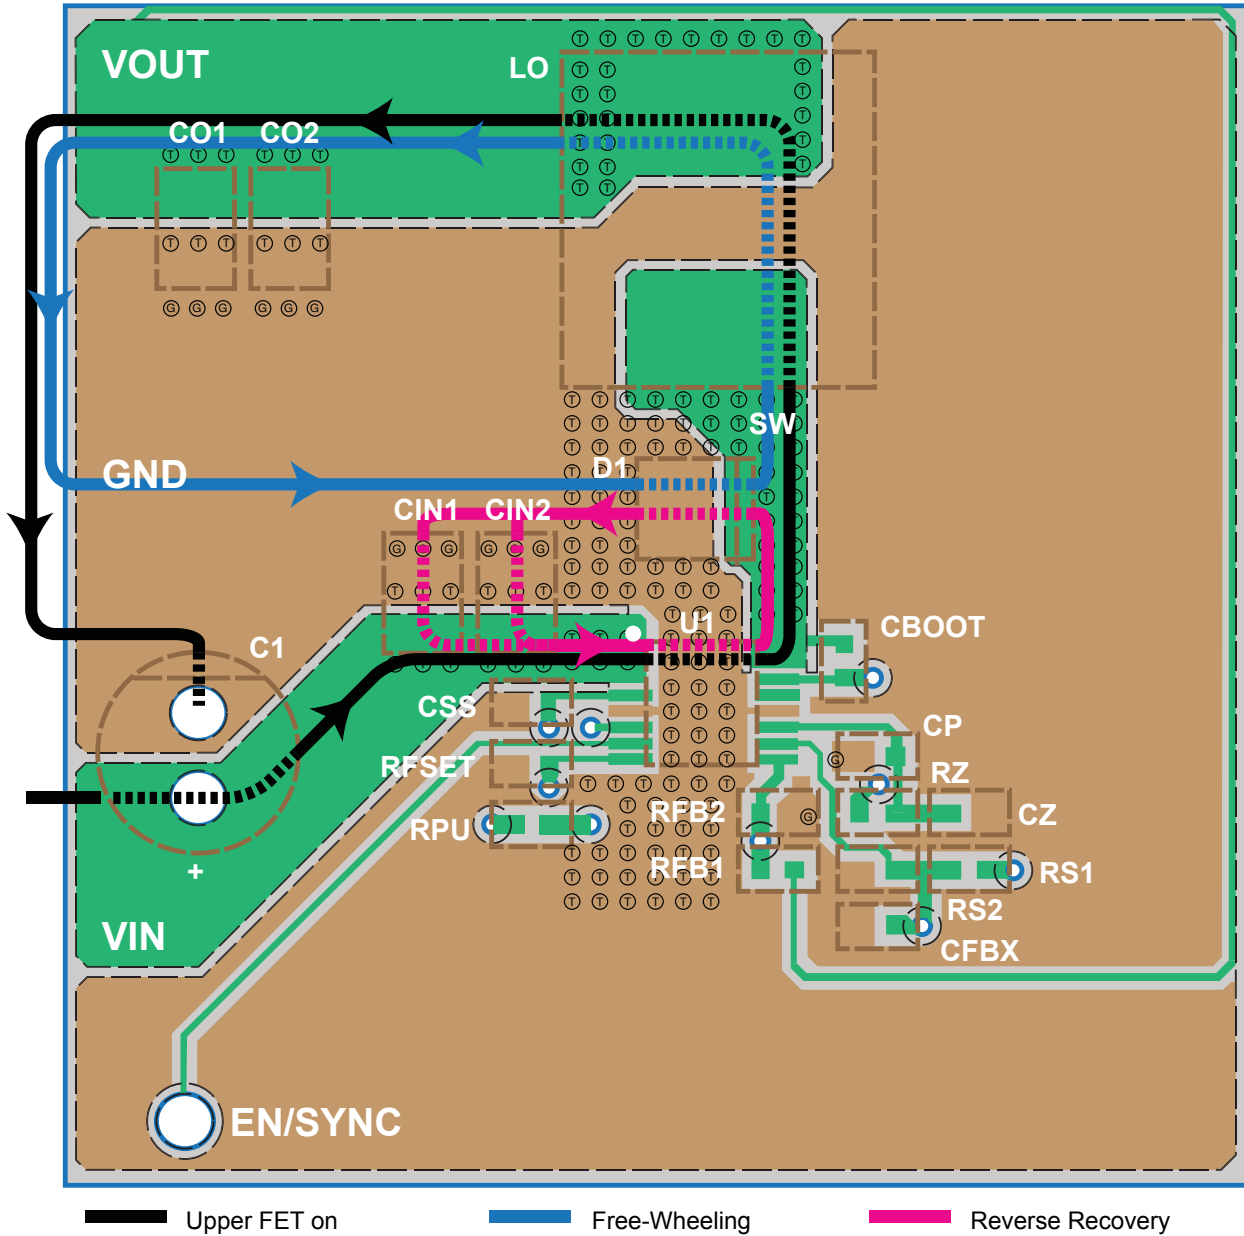 VOUT
LO
CO1 CO2
SW
GND
D1
CIN1 CIN2
U1
CBOOT
C1
CSS
CP
RFSET
RZ
RFB2
CZ
RPU
RFB1
RS1
+
RS2
VIN
CFBX
EN/SYNC
Upper FET on
Free-Wheeling
Reverse Recovery